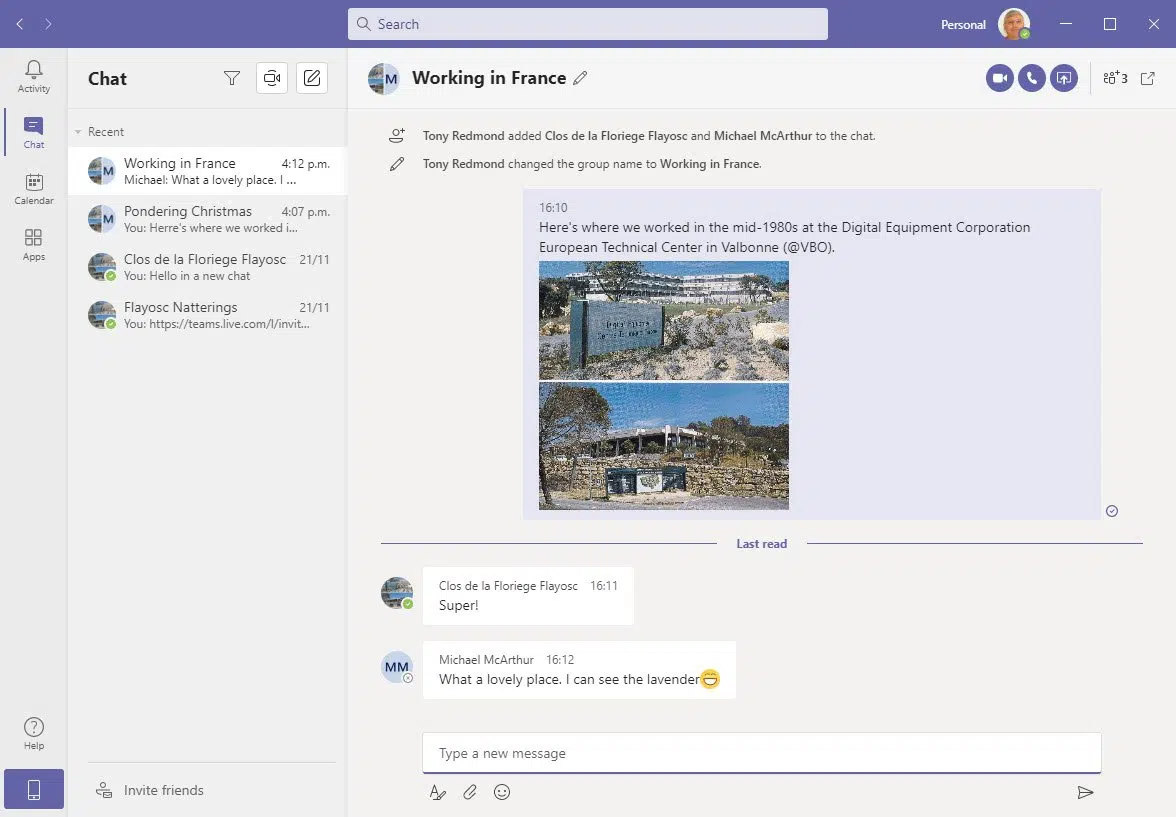 Search
Personal
Activity
Chat
Calendar
Apps
Help
Chat
Recent
M
Working in France 4:12 p.m.
Michael: What a lovely place. I ...
M
Pondering Christmas 4:07 p.m.
You: Herre's where we worked i...
Clos de la Floriege Flayosc 21/11
You: Hello in a new chat
Flayosc Natterings 21/11
You: https://teams.live.com/l/invit...
Invite friends
M
Working in France
3
Tony Redmond added Clos de la Floriege Flayosc and Michael McArthur to the chat.
Tony Redmond changed the group name to Working in France.
16:10
Here's where we worked in the mid-1980s at the Digital Equipment Corporation
European Technical Center in Valbonne (@VBO).
Last read
Clos de la Floriege Flayosc 16:11
Super!
MM
Michael McArthur 16:12
What a lovely place. I can see the lavender😁
Type a new message